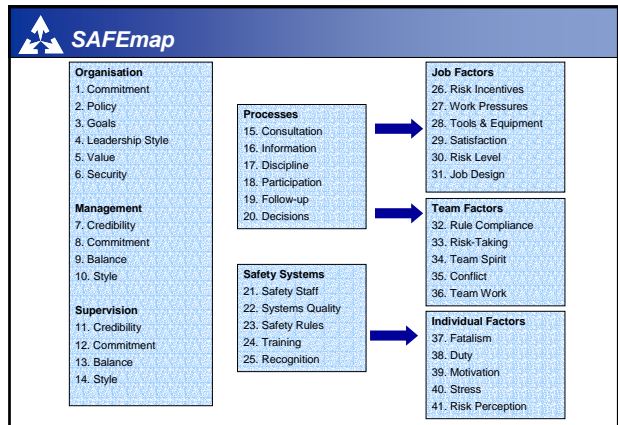 SAFEmap
Organisation
1. Commitment
2. Policy
3. Goals
4. Leadership Style
5. Value
6. Security
Management
7. Credibility
8. Commitment
9. Balance
10. Style
Supervision
11. Credibility
12. Commitment
13. Balance
14. Style
Processes
15. Consultation
16. Information
17. Discipline
18. Participation
19. Follow-up
20. Decisions
Safety Systems
21. Safety Staff
22. Systems Quality
23. Safety Rules
24. Training
25. Recognition
Job Factors
26. Risk Incentives
27. Work Pressures
28. Tools & Equipment
29. Satisfaction
30. Risk Level
31. Job Design
Team Factors
32. Rule Compliance
33. Risk-Taking
34. Team Spirit
35. Conflict
36. Team Work
Individual Factors
37. Fatalism
38. Duty
39. Motivation
40. Stress
41. Risk Perception